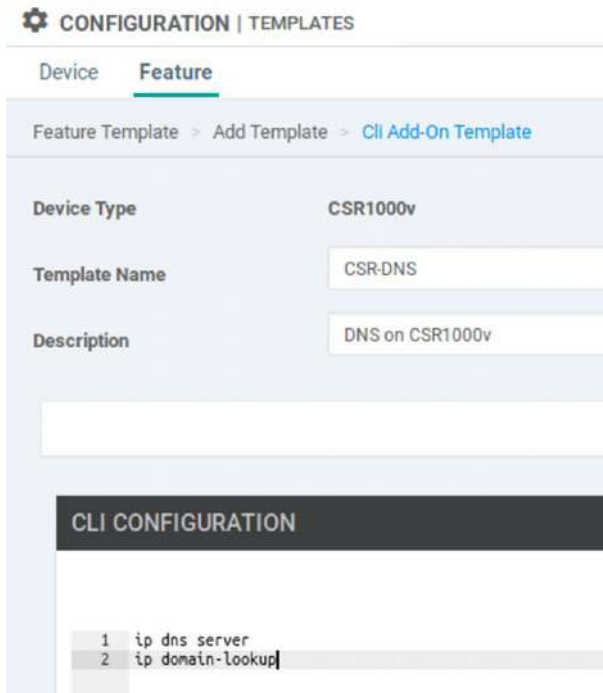 CONFIGURATION | TEMPLATES
Device Feature
Feature Template > Add Template > Cli Add-On Template
Device Type CSR1000v
Template Name CSR-DNS
Description DNS on CSR1000v
CLI CONFIGURATION
1 ip dns server
2 ip domain-lookup